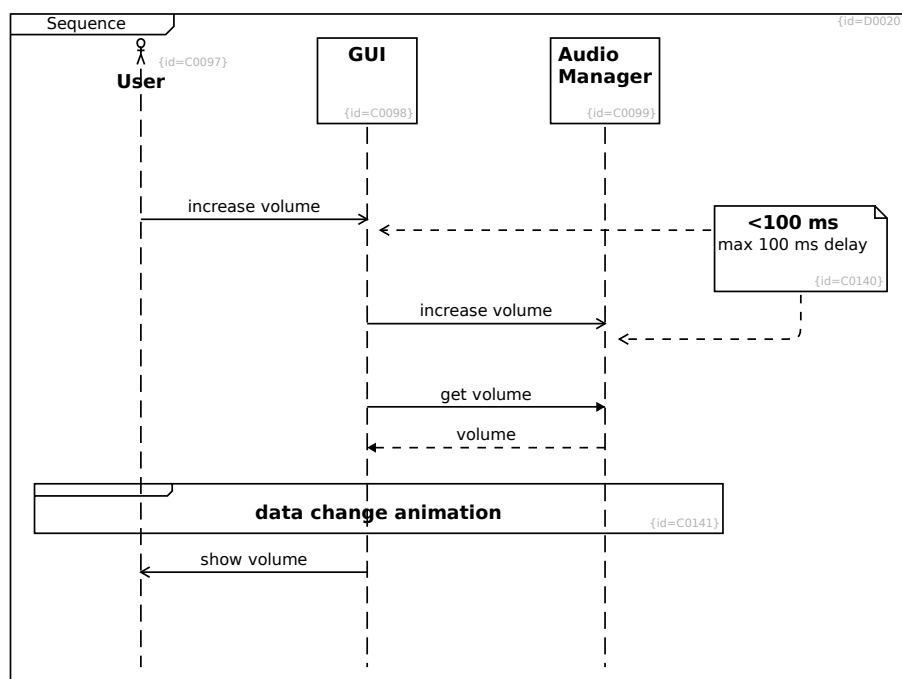 Sequence
{id=D0020}
{id=C0097}
User
GUI
{id=C0098}
Audio
Manager
{id=C0099}
increase volume
<100 ms
max 100 ms delay
{id=C0140}
increase volume
get volume
volume
data change animation
{id=C0141}
show volume